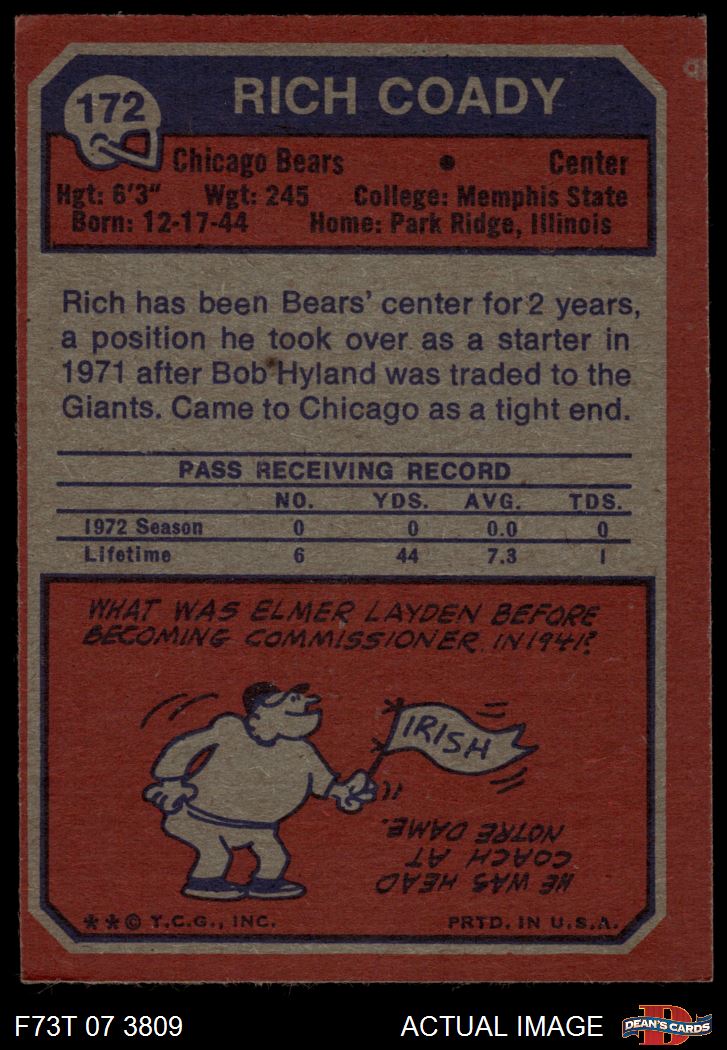 172
RICH COADY
Chicago Bears • Center
Hgt: 6'3" Wgt: 245 College: Memphis State
Born: 12-17-44 Home: Park Ridge, Illinois
Rich has been Bears' center for 2 years,
a position he took over as a starter in
1971 after Bob Hyland was traded to the
Giants. Came to Chicago as a tight end.
PASS RECEIVING RECORD
NO. YDS. AVG. TDS.
1972 Season 0 0 0.0 0
Lifetime 6 44 7.3 1
WHAT WAS ELMER LAYDEN BEFORE
BECOMING COMMISSIONER IN 1941?
IRISH
HE WAS HEAD
COACH AT
NOTRE DAME.
**© T.C.G., INC. PRTD. IN U.S.A.
F73T 07 3809 ACTUAL IMAGE
D
DEAN'S CARDS